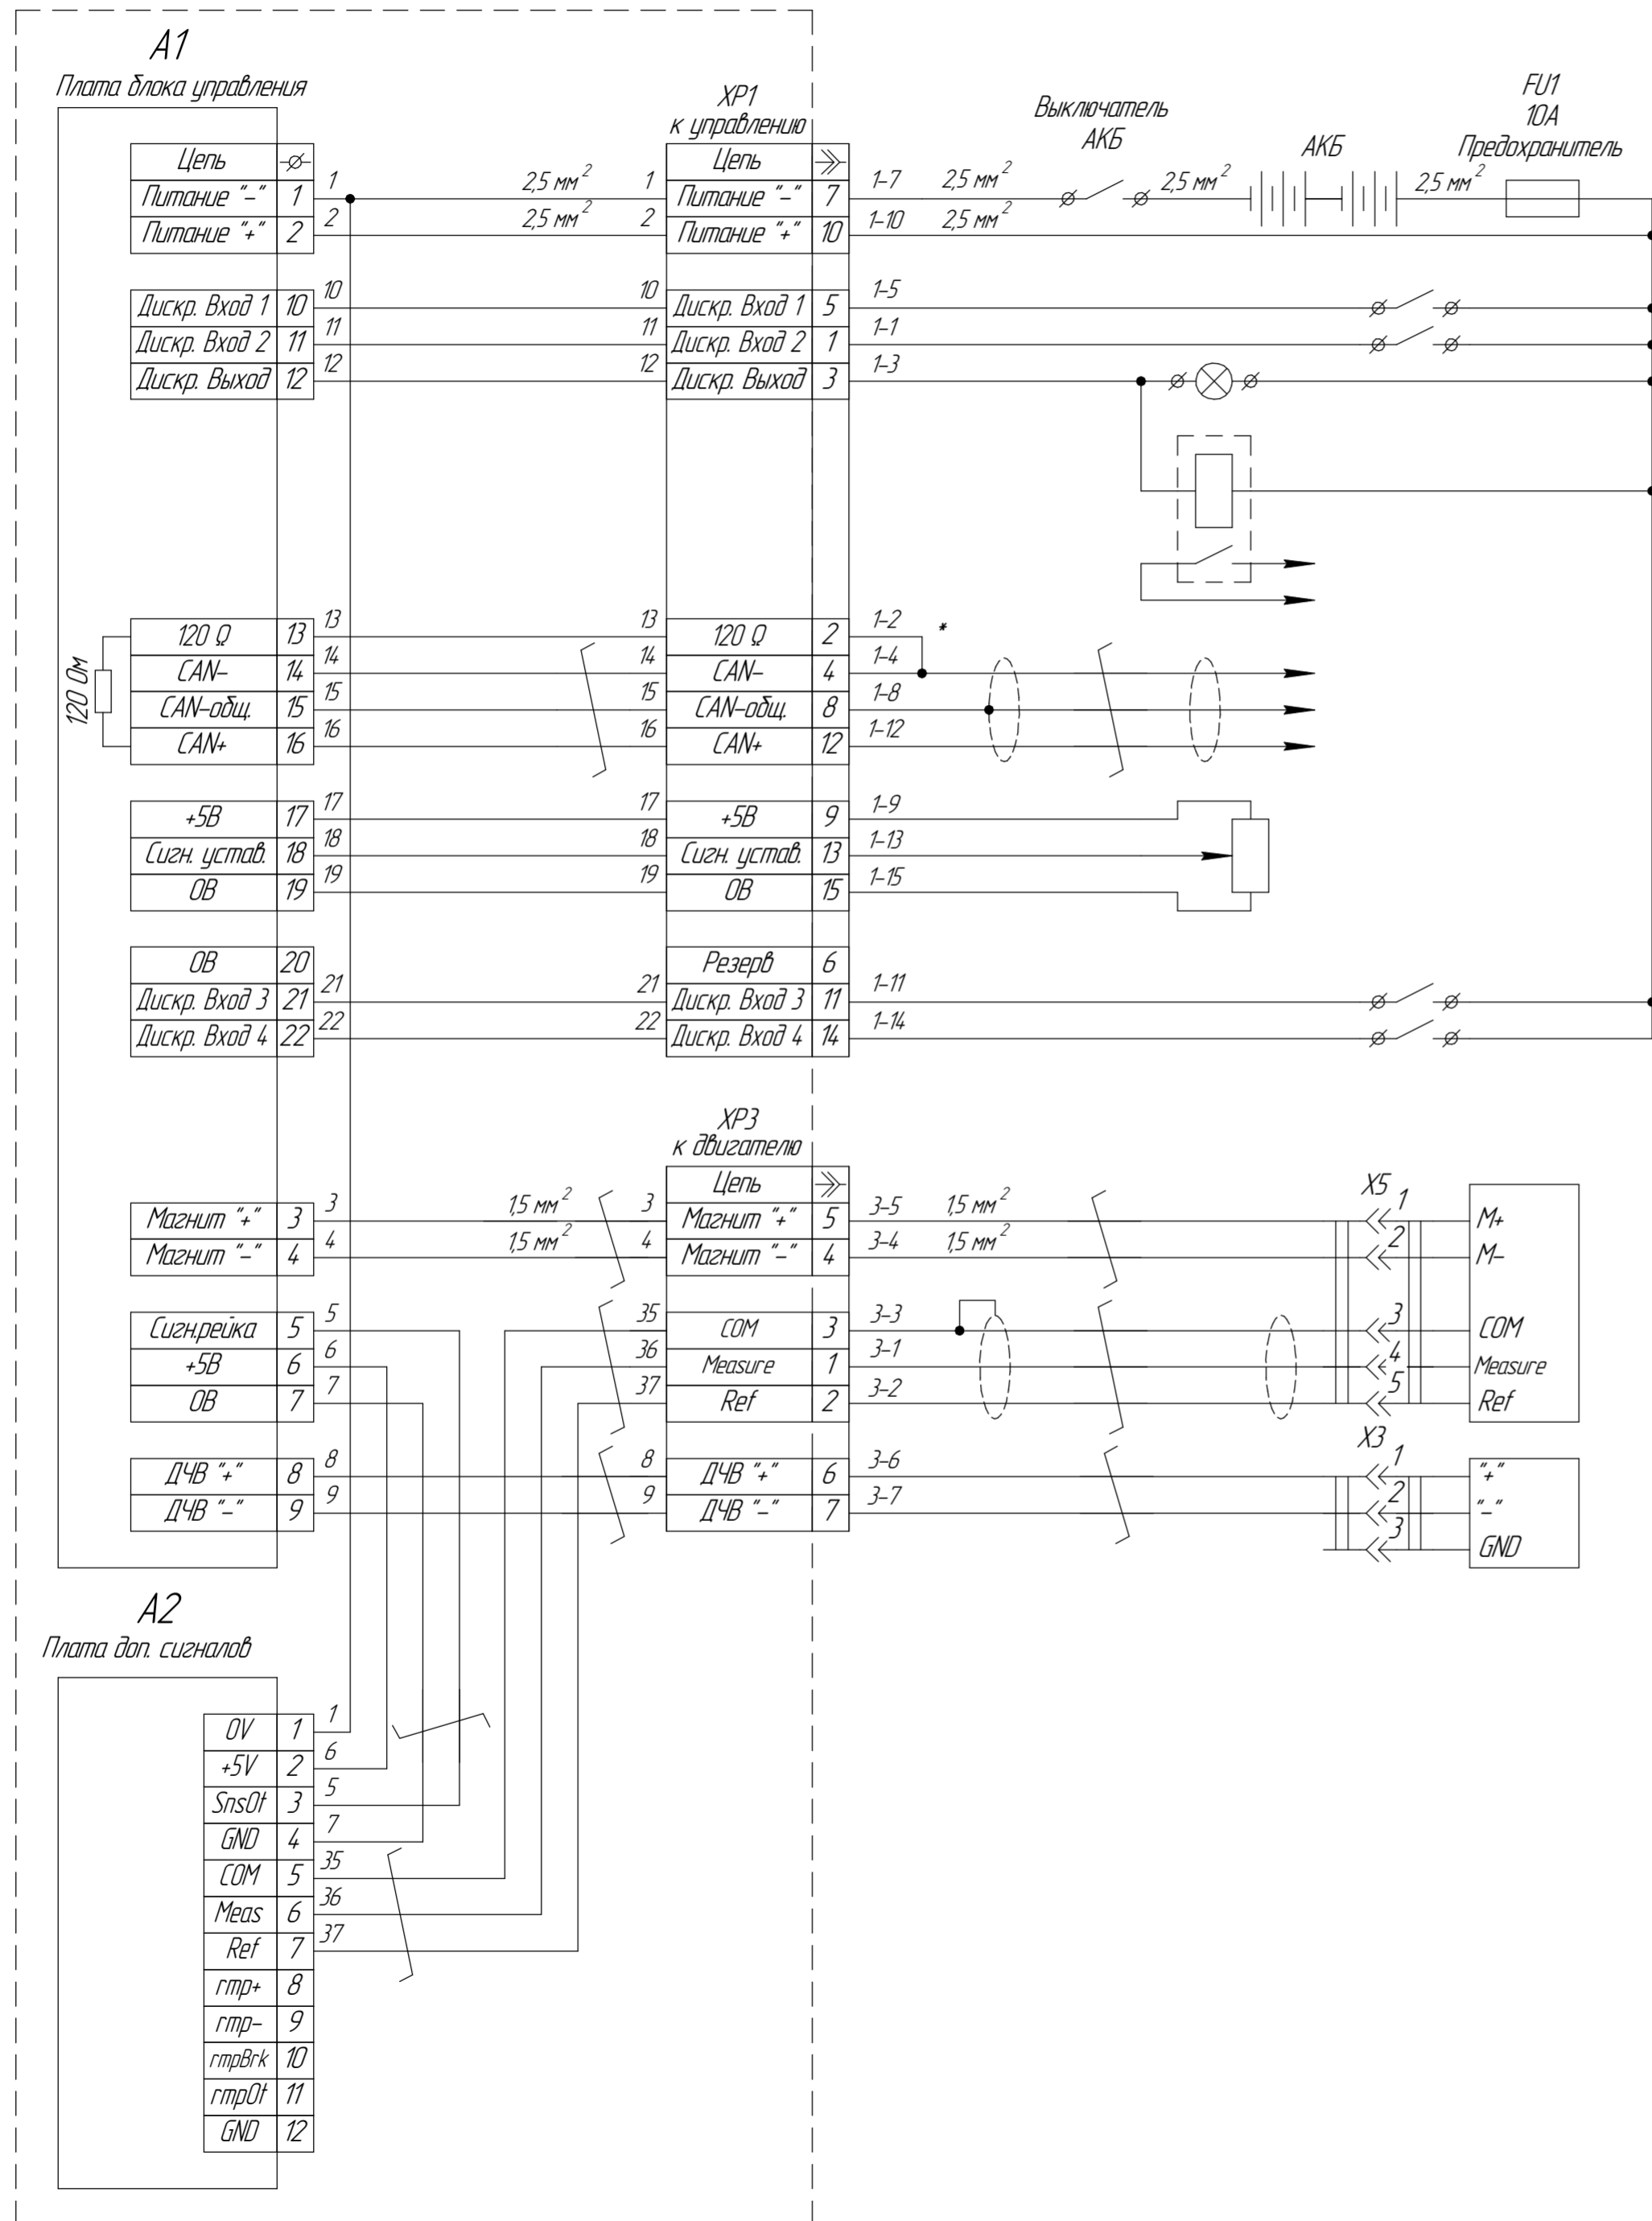 A1
Плата блока управления
Цепь
1
Питание "-" 1
2
Питание "+" 2
2,5 мм²
2,5 мм²
XP1
к управлению
Цепь
1 Питание "-" 7
2 Питание "+" 10
1-7 2,5 мм²
1-10 2,5 мм²
Выключатель
АКБ
2,5 мм²
АКБ
2,5 мм²
FU1
10А
Предохранитель
Дискр. Вход 1 10 10 10 Дискр. Вход 1 5 1-5
Дискр. Вход 2 11 11 11 Дискр. Вход 2 1 1-1
Дискр. Выход 12 12 12 Дискр. Выход 3 1-3
120 Ом
120 Ω 13 13 13 120 Ω 2 1-2 *
CAN- 14 14 14 CAN- 4 1-4
CAN-общ. 15 15 15 CAN-общ. 8 1-8
CAN+ 16 16 16 CAN+ 12 1-12
+5В 17 17 17 +5В 9 1-9
Сигн. устав. 18 18 18 Сигн. устав. 13 1-13
0В 19 19 19 0В 15 1-15
0В 20 Резерв 6
Дискр. Вход 3 21 21 21 Дискр. Вход 3 11 1-11
Дискр. Вход 4 22 22 22 Дискр. Вход 4 14 1-14
XP3
к двигателю
Цепь
X5
Магнит "+" 3 3 1,5 мм² 3 Магнит "+" 5 3-5 1,5 мм² 1 M+
Магнит "-" 4 4 1,5 мм² 4 Магнит "-" 4 3-4 1,5 мм² 2 M-
Сигн.рейка 5 5 35 COM 3 3-3 3 COM
+5В 6 6 36 Measure 1 3-1 4 Measure
0В 7 7 37 Ref 2 3-2 5 Ref
X3
ДЧВ "+" 8 8 8 ДЧВ "+" 6 3-6 1 "+"
ДЧВ "-" 9 9 9 ДЧВ "-" 7 3-7 2 "-"
3 GND
A2
Плата доп. сигналов
0V 1 1
+5V 2 6
SnsOt 3 5
GND 4 7
COM 5 35
Meas 6 36
Ref 7 37
rmp+ 8
rmp- 9
rmpBrk 10
rmpOt 11
GND 12